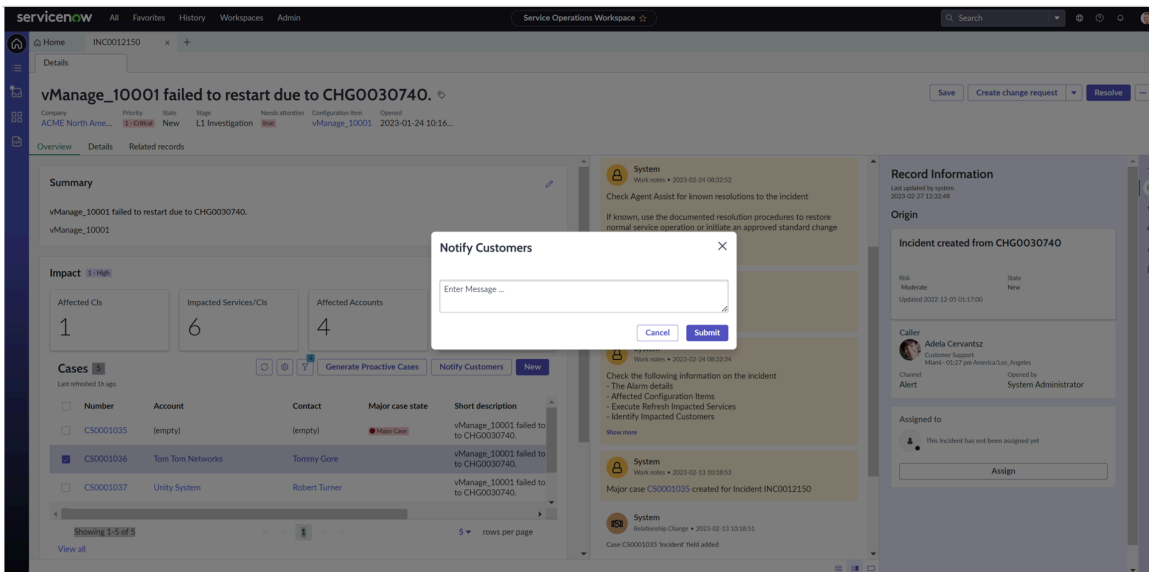 servicenow All Favorites History Workspaces Admin Service Operations Workspace Search
Home INC0012150
Details
vManage_10001 failed to restart due to CHG0030740.
Save Create change request Resolve
Company Priority State Stage Needs attention Configuration item Opened
ACME North Ame... 1 - Critical New L1 Investigation true vManage_10001 2023-01-24 10:16...
Overview Details Related records
Summary
vManage_10001 failed to restart due to CHG0030740.
vManage_10001
Impact 1 - High
Affected CIs Impacted Services/CIs Affected Accounts
1 6 4
Cases 5
Last refreshed 1h ago.
Generate Proactive Cases Notify Customers New
Number Account Contact Major case state Short description
CS0001035 (empty) (empty) Major Case vManage_10001 failed to
to CHG0030740.
CS0001036 Tom Tom Networks Tommy Gore vManage_10001 failed to
to CHG0030740.
CS0001037 Unity System Robert Turner vManage_10001 failed to
to CHG0030740.
Showing 1-5 of 5 1 5 rows per page
View all
Notify Customers
Enter Message ...
Cancel Submit
System
Work notes • 2023-02-24 08:32:52
Check Agent Assist for known resolutions to the incident
If known, use the documented resolution procedures to restore
normal service operation or initiate an approved standard change
System
Work notes • 2023-02-24 08:32:34
Check the following information on the incident
- The Alarm details
- Affected Configuration Items
- Execute Refresh Impacted Services
- Identify Impacted Customers
Show more
System
Work notes • 2023-02-13 10:18:53
Major case CS0001035 created for Incident INC0012150
System
Relationship Change • 2023-02-13 10:18:51
Case CS0001035 'Incident' field added
Record Information
Last updated by system
2023-02-27 12:32:48
Origin
Incident created from CHG0030740
Risk State
Moderate New
Updated 2022-12-05 01:17:00
Caller
Adela Cervantsz
Customer Support
Miami - 01:27 pm America/Los_Angeles
Channel Opened by
Alert System Administrator
Assigned to
This Incident has not been assigned yet
Assign